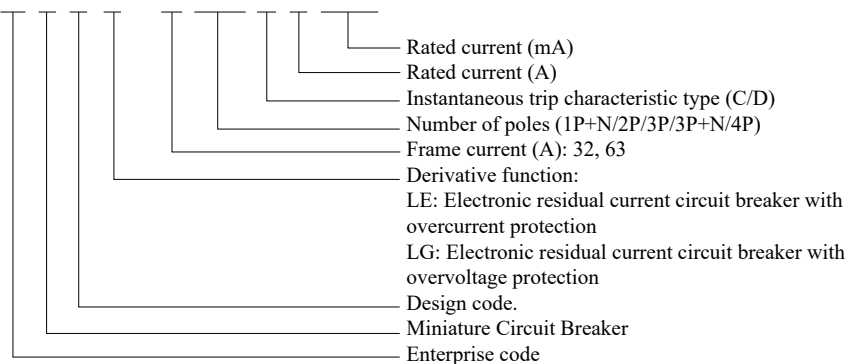 Rated current (mA)
Rated current (A)
Instantaneous trip characteristic type (C/D)
Number of poles (1P+N/2P/3P/3P+N/4P)
Frame current (A): 32, 63
Derivative function:
LE: Electronic residual current circuit breaker with
overcurrent protection
LG: Electronic residual current circuit breaker with
overvoltage protection
Design code.
Miniature Circuit Breaker
Enterprise code